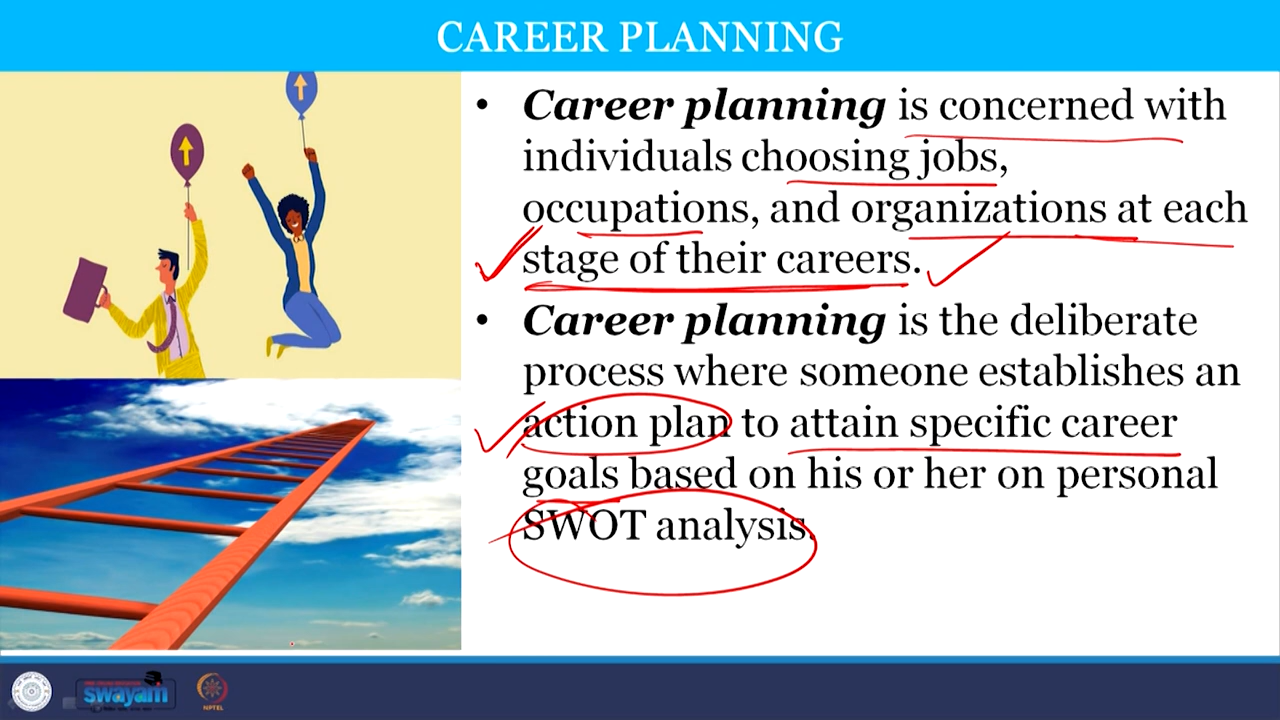 CAREER PLANNING
• Career planning is concerned with
individuals choosing jobs,
occupations, and organizations at each
stage of their careers.
• Career planning is the deliberate
process where someone establishes an
action plan to attain specific career
goals based on his or her on personal
SWOT analysis.
swayam
NPTEL